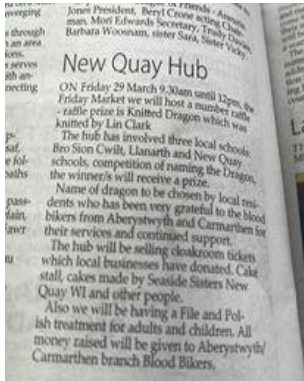 of Friends -
Jones President, Beryl Crone acting
man, Mori Edwards Secretary, Trudy
Barbara Woosnam, sister Sara, Sister Vicky
New Quay Hub
ON Friday 29 March 9.30am until 12pm, the
Friday Market we will host a number raffle
- raffle prize is Knitted Dragon which was
knitted by Lin Clark
The hub has involved three local schools:
Bro Sion Cwilt, Llanarth and New Quay
schools, competition of naming the Dragon,
the winner/s will receive a prize.
Name of dragon to be chosen by local resi-
dents who has been very grateful to the blood
bikers from Aberystwyth and Carmarthen for
their services and continued support.
The hub will be selling cloakroom tickets
which local businesses have donated. Cake
stall, cakes made by Seaside Sisters New
Quay WI and other people.
Also we will be having a File and Pol-
ish treatment for adults and children. All
money raised will be given to Aberystwyth/
Carmarthen branch Blood Bikers.